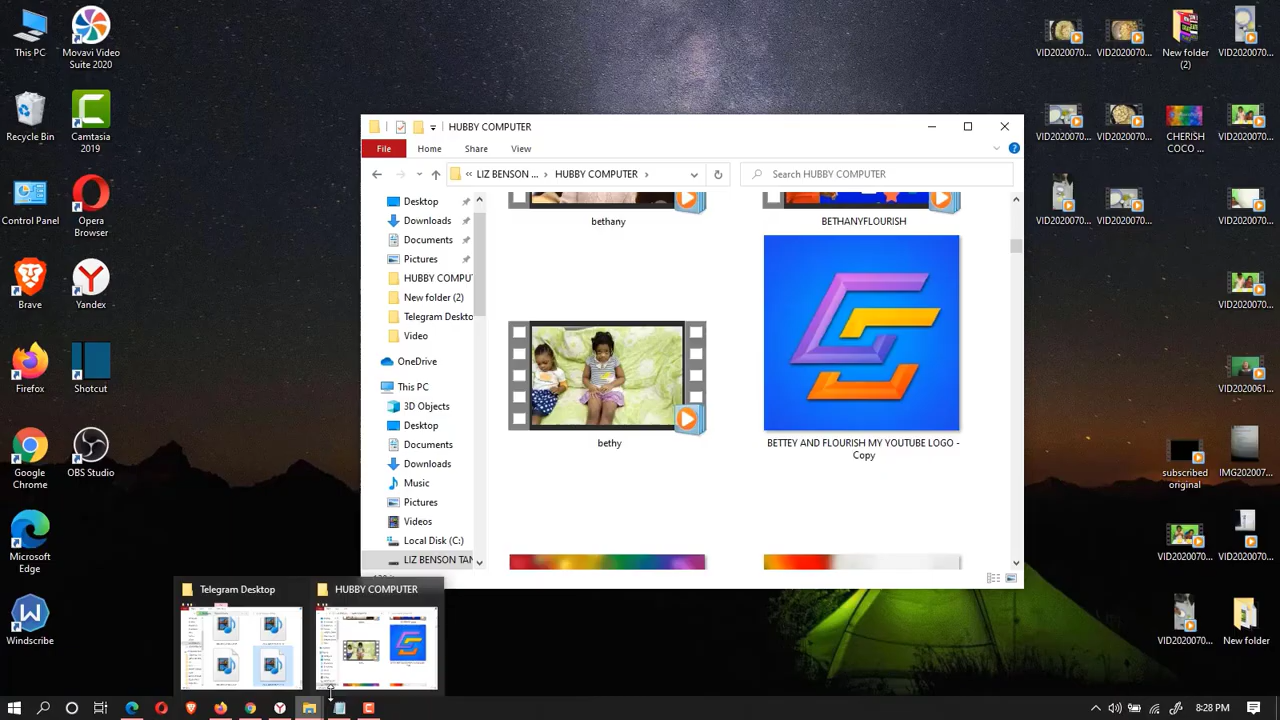 This PC
Movavi Video
Suite 2020
Recycle Bin
Camtasia
2019
Control Panel
Opera
Browser
Brave
Yandex
Firefox
Shotcut
Google
Chrome
OBS Studio
Microsoft
Edge
Windscribe
HUBBY COMPUTER
File
Home
Share
View
LIZ BENSON ...
HUBBY COMPUTER
Search HUBBY COMPUTER
Desktop
Downloads
Documents
Pictures
HUBBY COMPU
New folder (2)
Telegram Deskto
Video
OneDrive
This PC
3D Objects
Desktop
Documents
Downloads
Music
Pictures
Videos
Local Disk (C:)
LIZ BENSON TAN
bethany
BETHANYFLOURISH
bethy
BETTEY AND FLOURISH MY YOUTUBE LOGO -
Copy
Telegram Desktop
HUBBY COMPUTER
VID2020070...
VID2020070...
New folder
(2)
VID2020070...
VID2020070...
VID2020070...
CHERISH
COCO ...
VID2020070...
VID2020070...
VID2020070...
VID2020070...
VID2020070...
VID2020061...
subscribed
original
IMG202007...
VID2020070...
VID2020070...
VID202007...
New folder
8:28 PM